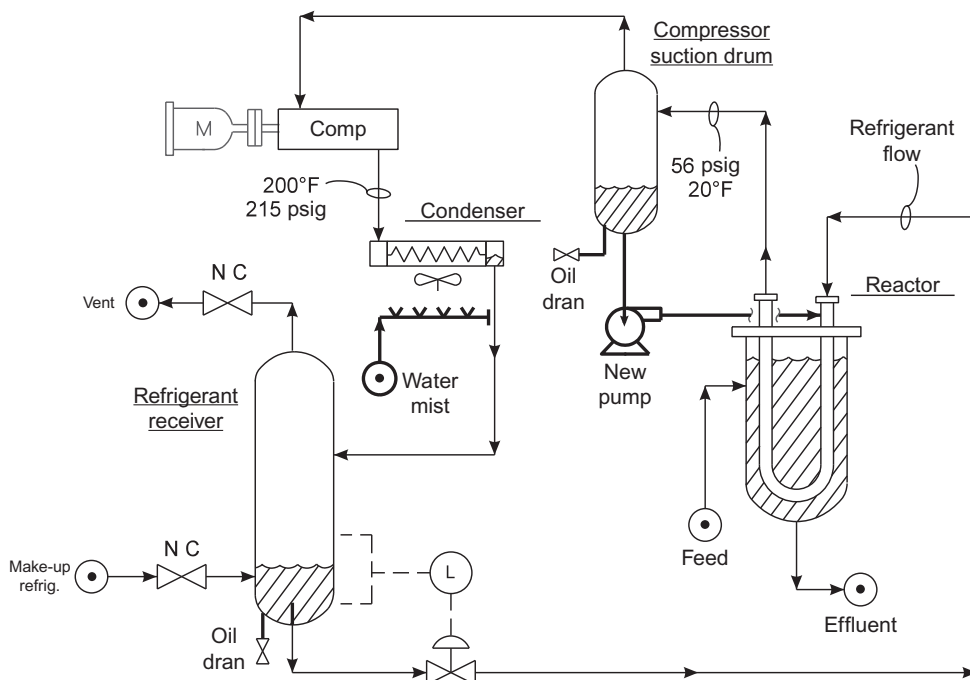 Compressor
suction drum
M
Comp
200°F
215 psig
Condenser
56 psig
20°F
Refrigerant
flow
Oil
dran
Reactor
N C
Vent
New
pump
Water
mist
Refrigerant
receiver
Feed
N C
Make-up
refrig.
L
Effluent
Oil
dran